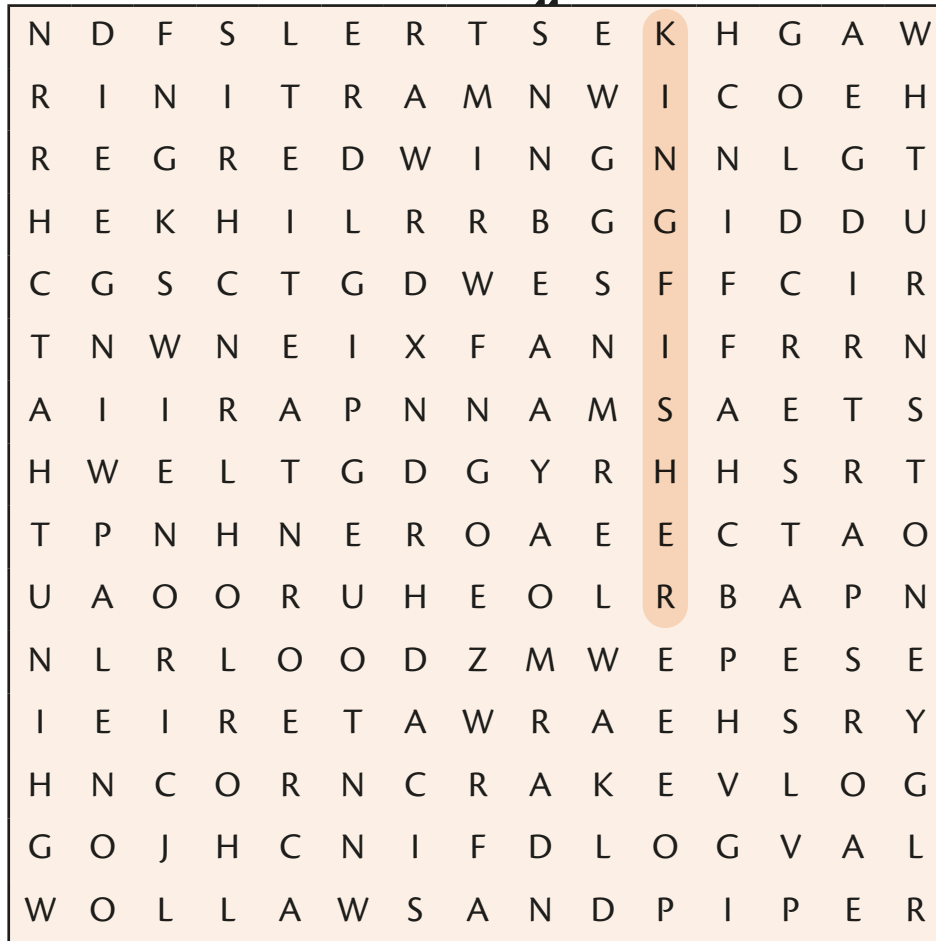 N D F S L E R T S E K H G A W
R I N I T R A M N W I C O E H
R E G R E D W I N G N N L G T
H E K H I L R R B G G I D D U
C G S C T G D W E S F F C I R
T N W N E I X F A N I F R R N
A I I R A P N N A M S A E T S
H W E L T G D G Y R H H S R T
T P N H N E R O A E E C T A O
U A O O R U H E O L R B A P N
N L R L O O D Z M W E P E S E
I E I R E T A W R A E H S R Y
H N C O R N C R A K E V L O G
G O J H C N I F D L O G V A L
W O L L A W S A N D P I P E R